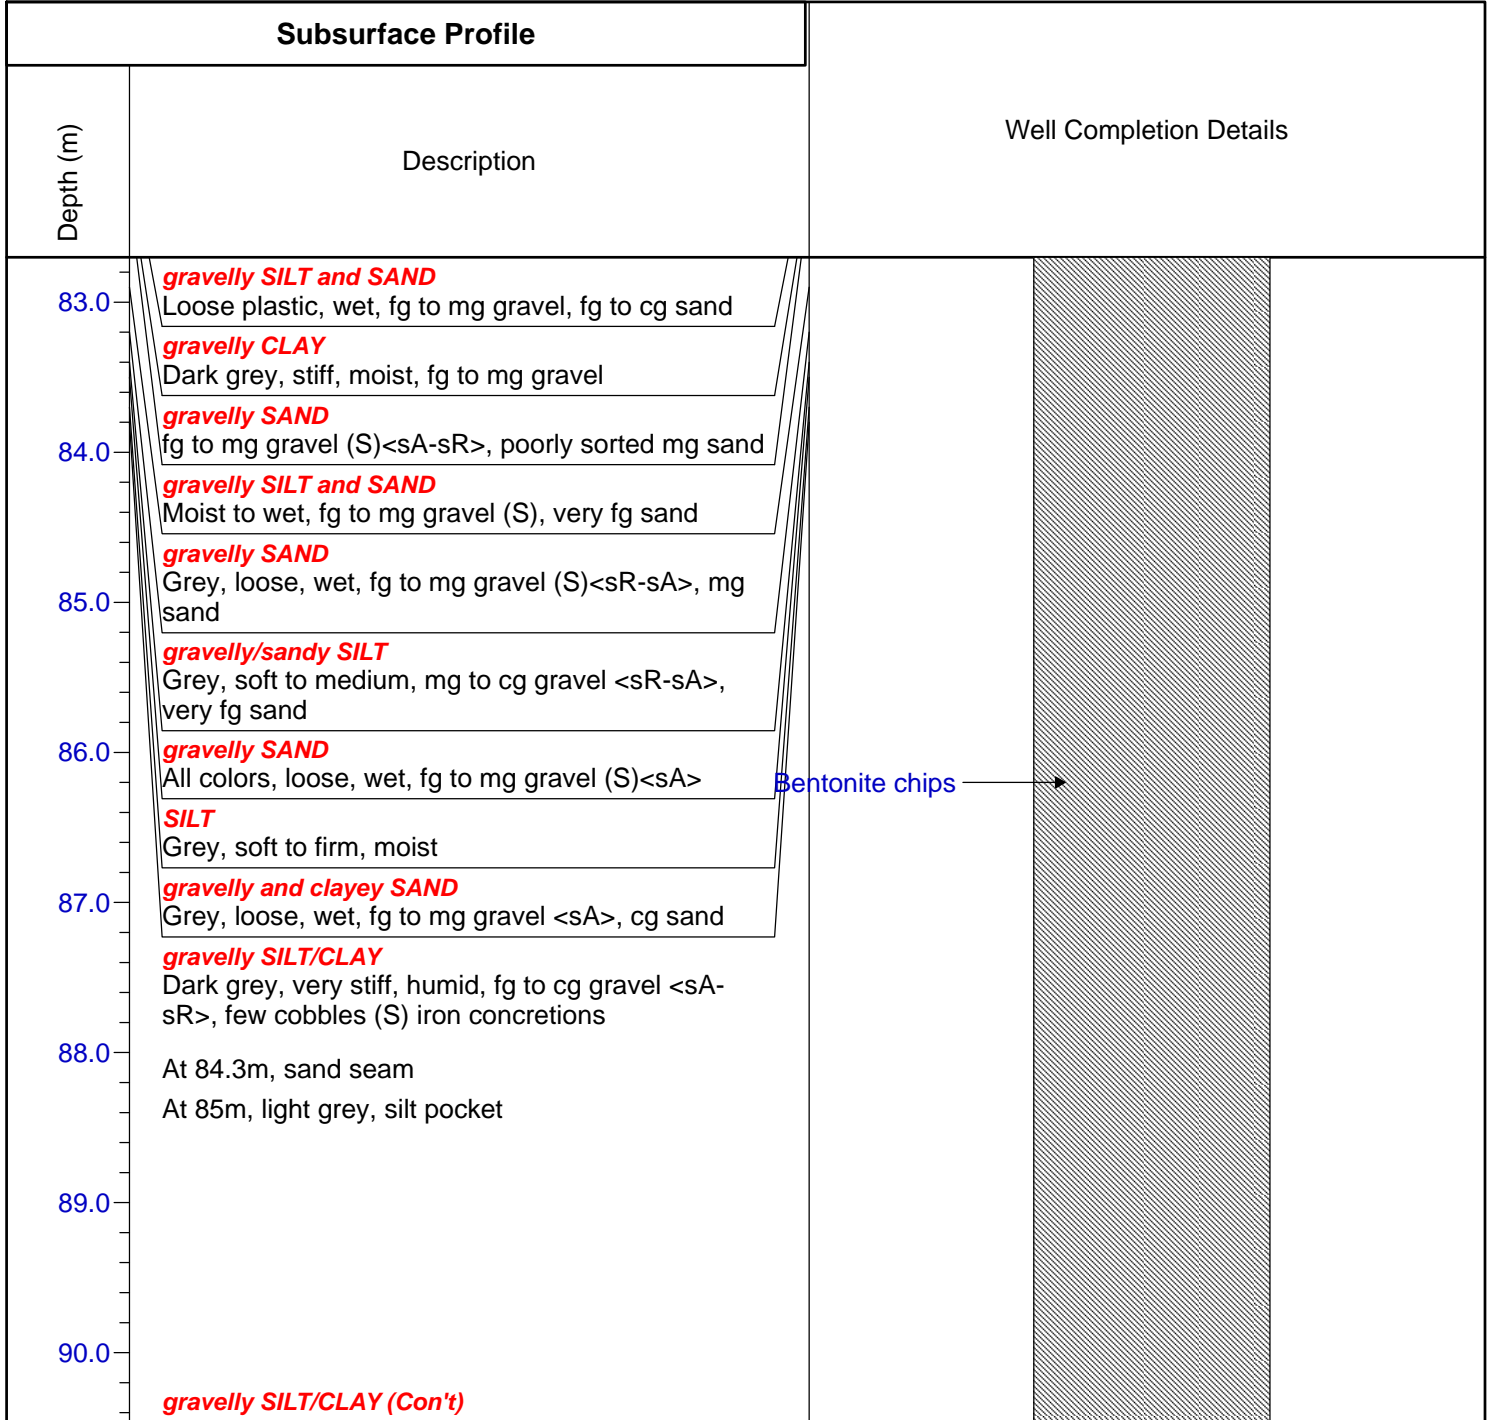 Subsurface Profile
Depth (m)
Description
Well Completion Details
gravelly SILT and SAND
83.0
Loose plastic, wet, fg to mg gravel, fg to cg sand
gravelly CLAY
Dark grey, stiff, moist, fg to mg gravel
gravelly SAND
84.0
fg to mg gravel (S)<sA-sR>, poorly sorted mg sand
gravelly SILT and SAND
Moist to wet, fg to mg gravel (S), very fg sand
gravelly SAND
Grey, loose, wet, fg to mg gravel (S)<sR-sA>, mg
85.0
sand
gravelly/sandy SILT
Grey, soft to medium, mg to cg gravel <sR-sA>,
very fg sand
86.0
gravelly SAND
All colors, loose, wet, fg to mg gravel (S)<sA>
Bentonite chips
SILT
Grey, soft to firm, moist
gravelly and clayey SAND
87.0
Grey, loose, wet, fg to mg gravel <sA>, cg sand
gravelly SILT/CLAY
Dark grey, very stiff, humid, fg to cg gravel <sA-
sR>, few cobbles (S) iron concretions
88.0
At 84.3m, sand seam
At 85m, light grey, silt pocket
89.0
90.0
gravelly SILT/CLAY (Con't)